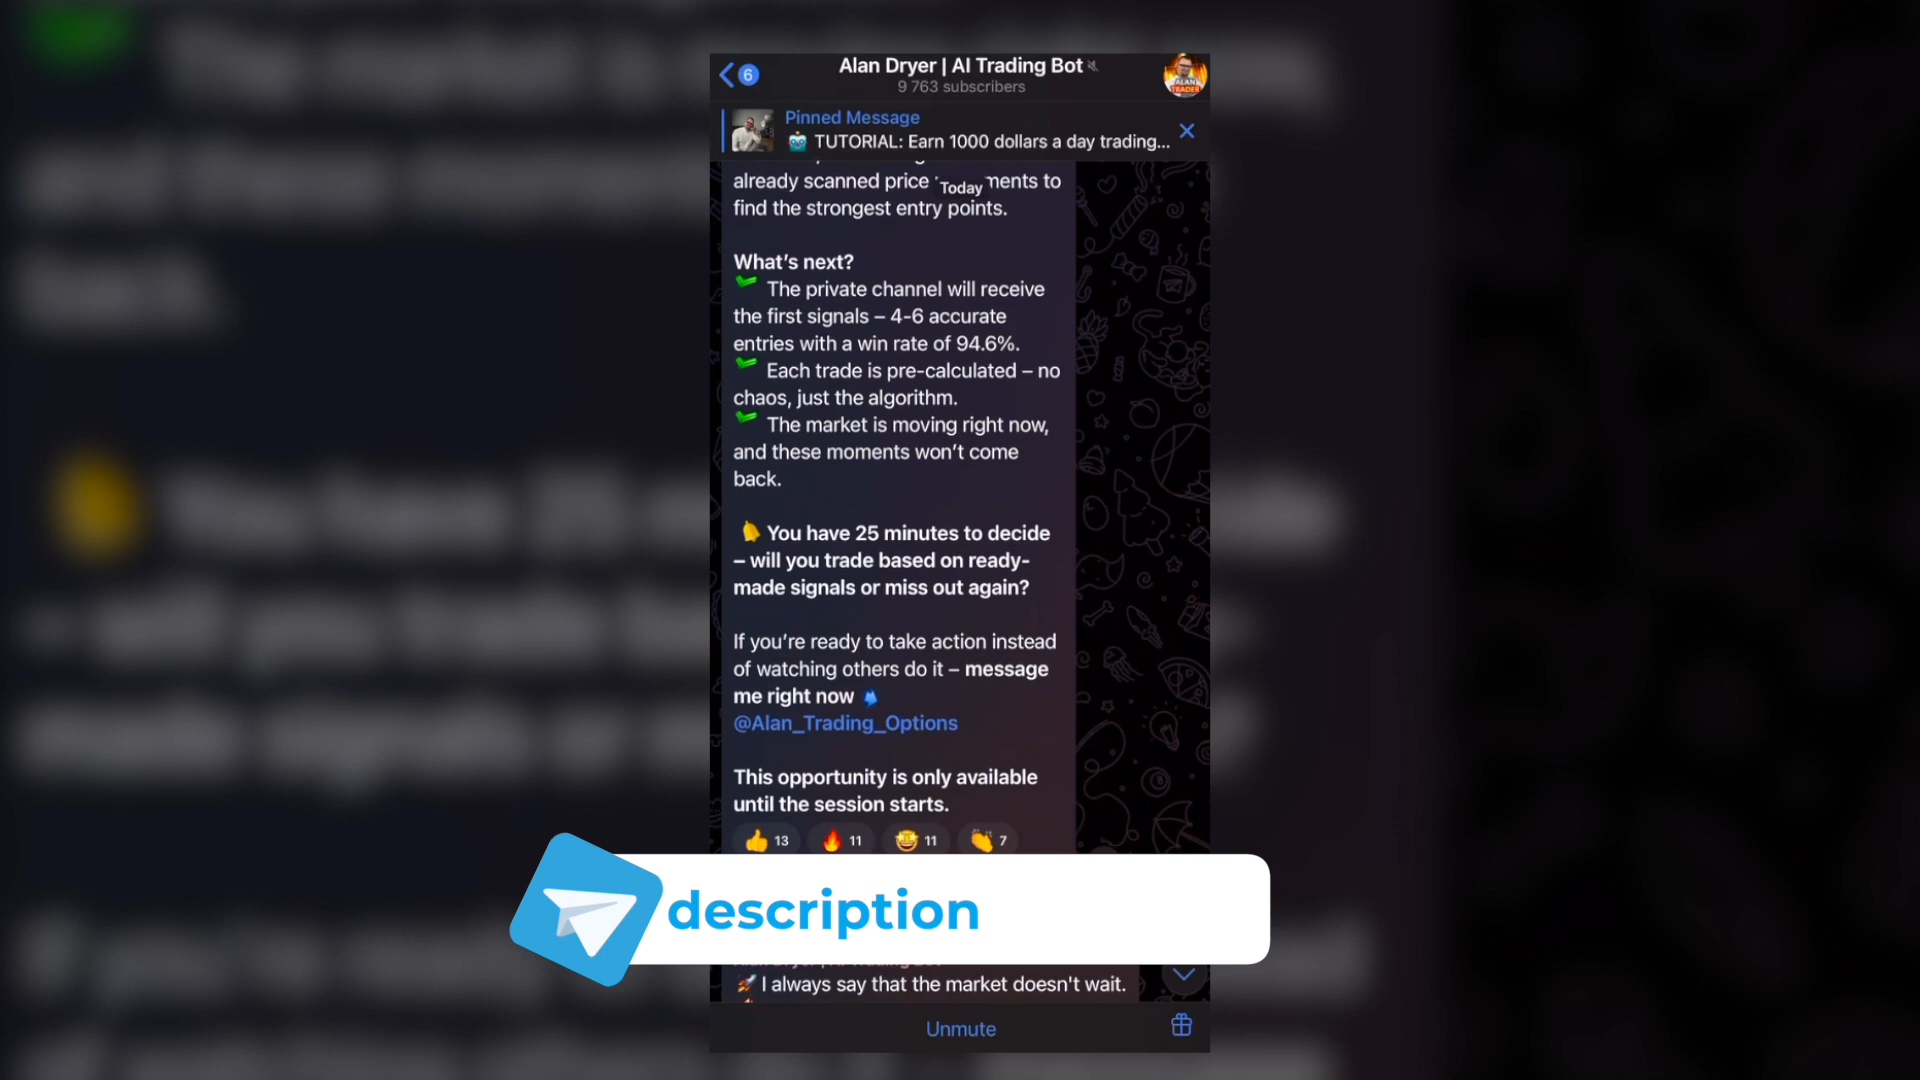 6
Alan Dryer | AI Trading Bot
9 763 subscribers
ALAN
TRADER
Pinned Message
TUTORIAL: Earn 1000 dollars a day trading...
already scanned price ments to
Today
find the strongest entry points.
What's next?
The private channel will receive
the first signals – 4-6 accurate
entries with a win rate of 94.6%.
Each trade is pre-calculated – no
chaos, just the algorithm.
The market is moving right now,
and these moments won't come
back.
You have 25 minutes to decide
– will you trade based on ready-
made signals or miss out again?
If you're ready to take action instead
of watching others do it – message
me right now
@Alan_Trading_Options
This opportunity is only available
until the session starts.
13 11 11 7
description
I always say that the market doesn't wait.
Unmute